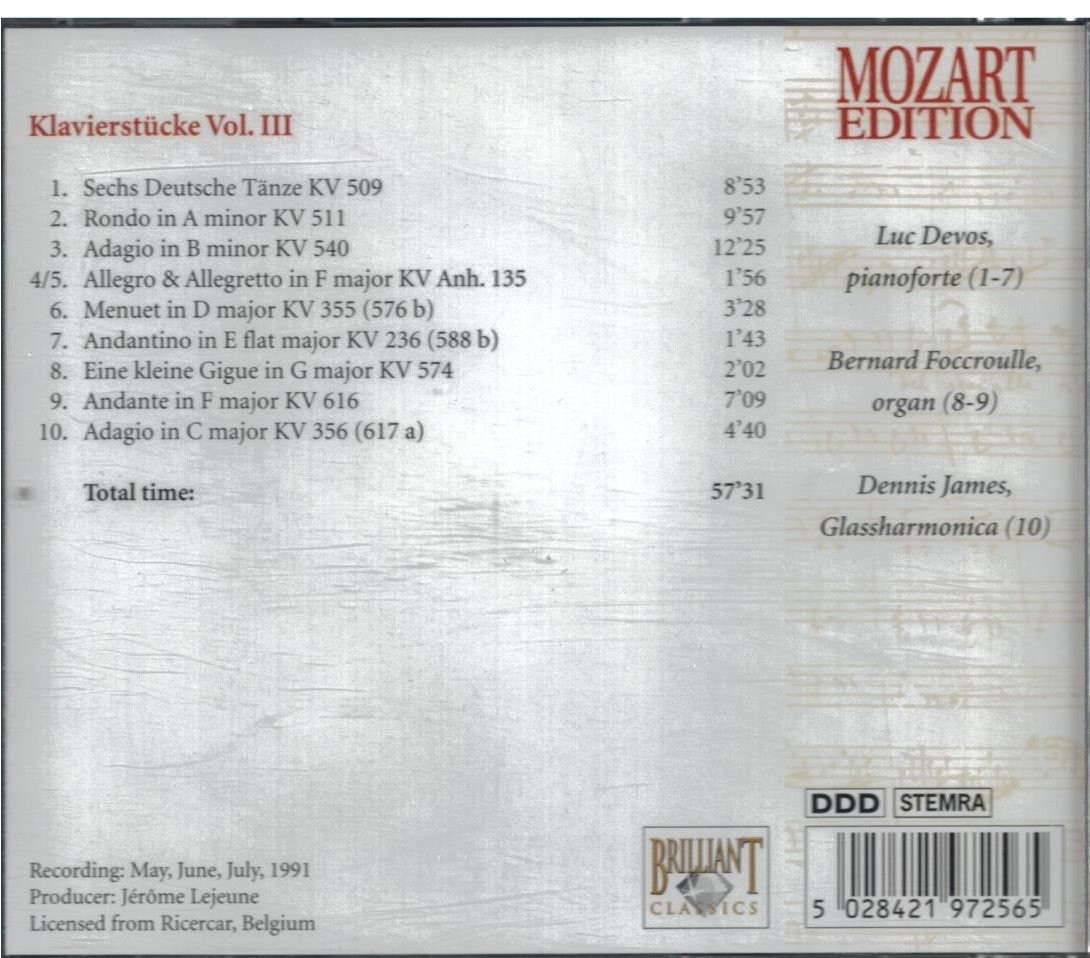 MOZART
EDITION
Klavierstücke Vol. III
1. Sechs Deutsche Tänze KV 509 8’53
2. Rondo in A minor KV 511 9’57
3. Adagio in B minor KV 540 12’25
4/5. Allegro & Allegretto in F major KV Anh. 135 1’56
6. Menuet in D major KV 355 (576 b) 3’28
7. Andantino in E flat major KV 236 (588 b) 1’43
8. Eine kleine Gigue in G major KV 574 2’02
9. Andante in F major KV 616 7’09
10. Adagio in C major KV 356 (617 a) 4’40
Total time: 57’31
Luc Devos,
pianoforte (1-7)
Bernard Foccroulle,
organ (8-9)
Dennis James,
Glassharmonica (10)
Recording: May, June, July, 1991
Producer: Jérôme Lejeune
Licensed from Ricercar, Belgium
BRILLIANT
CLASSICS
DDD STEMRA
5 028421 972565